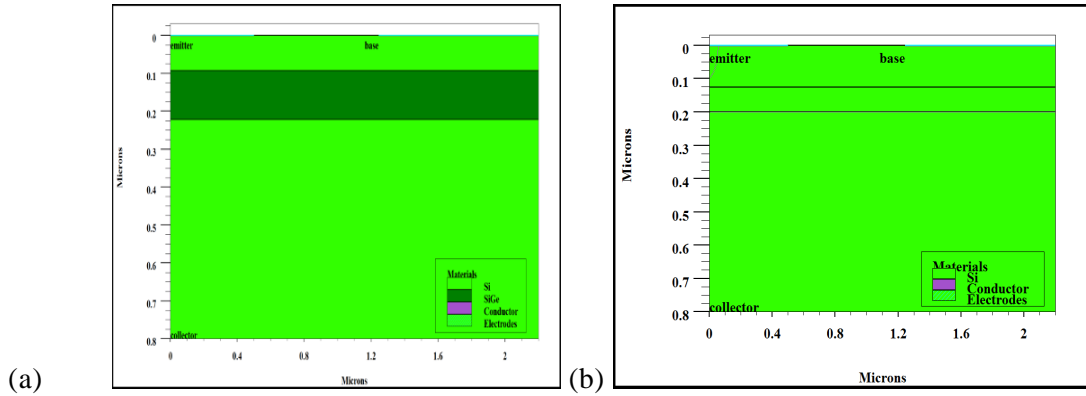 0
emitter
base
0.1
0.2
0.3
0.4
0.5
0.6
0.7
0.8
Microns
Materials
Si
SiGe
Conductor
Electrodes
collector
0 0.4 0.8 1.2 1.6 2
Microns
(a)
0
emitter
base
0.1
0.2
0.3
0.4
0.5
0.6
0.7
0.8
Microns
Materials
Si
Conductor
Electrodes
collector
0 0.4 0.8 1.2 1.6 2
Microns
(b)